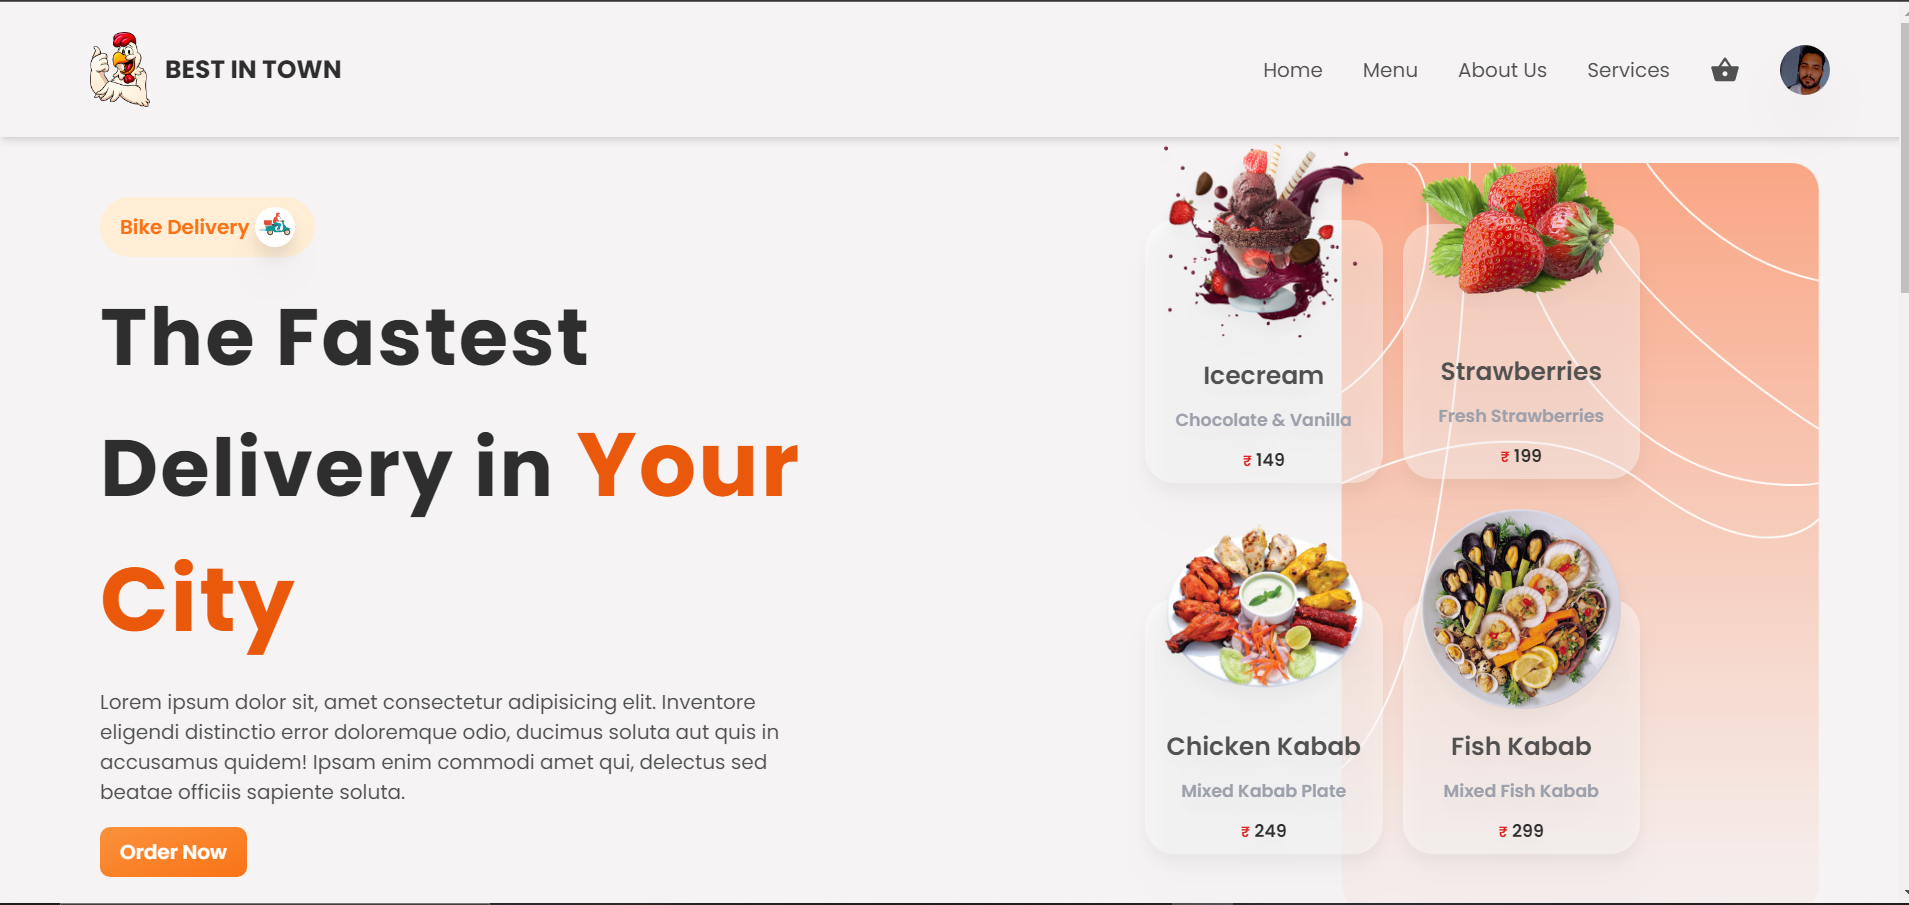 BEST IN TOWN
Home
Menu
About Us
Services
Bike Delivery
The Fastest
Delivery in Your
City
Lorem ipsum dolor sit, amet consectetur adipisicing elit. Inventore
eligendi distinctio error doloremque odio, ducimus soluta aut quis in
accusamus quidem! Ipsam enim commodi amet qui, delectus sed
beatae officiis sapiente soluta.
Order Now
Icecream
Chocolate & Vanilla
₹ 149
Strawberries
Fresh Strawberries
₹ 199
Chicken Kabab
Mixed Kabab Plate
₹ 249
Fish Kabab
Mixed Fish Kabab
₹ 299